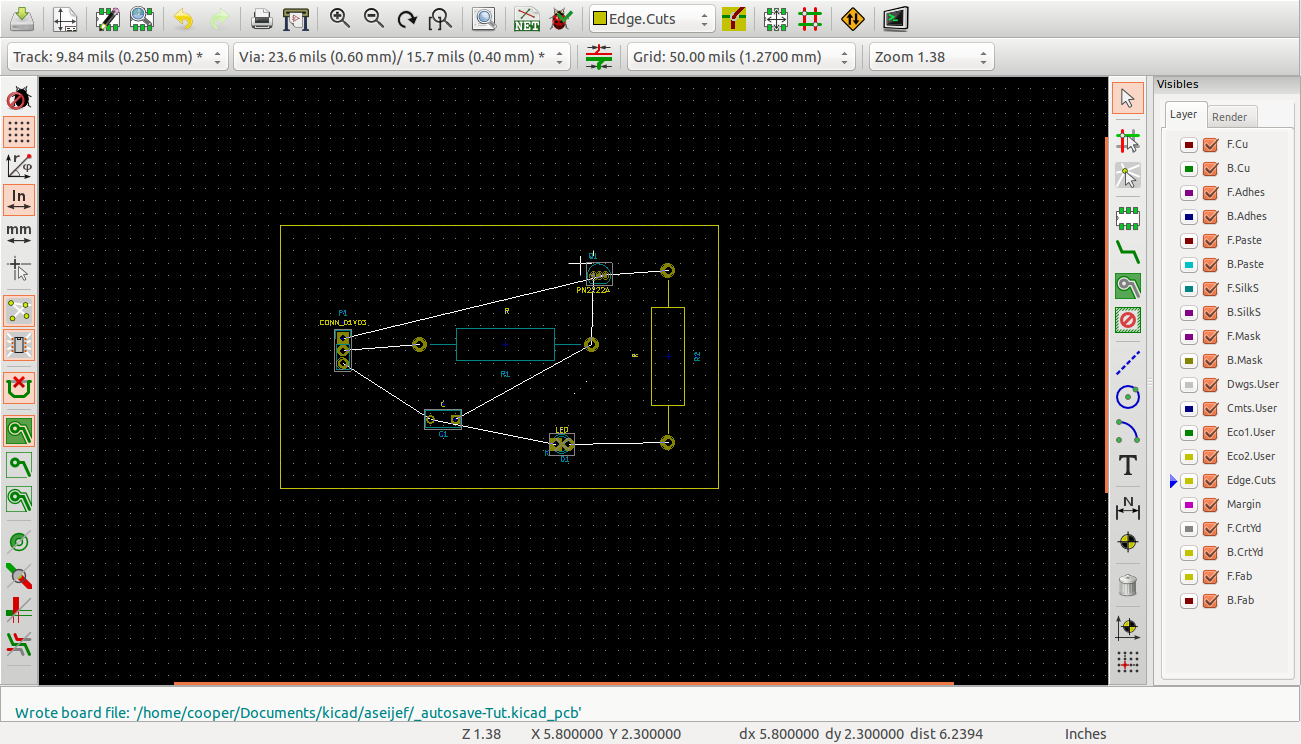 NET
Edge.Cuts
Track: 9.84 mils (0.250 mm) *
Via: 23.6 mils (0.60 mm)/ 15.7 mils (0.40 mm) *
Grid: 50.00 mils (1.2700 mm)
Zoom 1.38
Visibles
Layer
Render
r
φ
In
mm
F.Cu
B.Cu
F.Adhes
B.Adhes
F.Paste
B.Paste
F.SilkS
B.SilkS
F.Mask
B.Mask
Dwgs.User
Cmts.User
Eco1.User
Eco2.User
Edge.Cuts
Margin
F.CrtYd
B.CrtYd
F.Fab
B.Fab
T
N
PN2222A
P1
CONN_01X03
R
R1
R
R2
C
C1
LED
D1
Wrote board file: '/home/cooper/Documents/kicad/aseijef/_autosave-Tut.kicad_pcb'
Z 1.38
X 5.800000 Y 2.300000
dx 5.800000 dy 2.300000 dist 6.2394
Inches